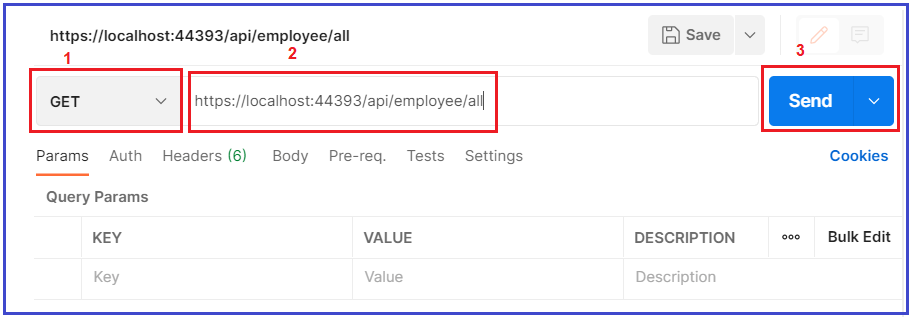 https://localhost:44393/api/employee/all
Save
1
2
3
GET
https://localhost:44393/api/employee/all
Send
Params Auth Headers (6) Body Pre-req. Tests Settings Cookies
Query Params
KEY VALUE DESCRIPTION ooo Bulk Edit
Key Value Description